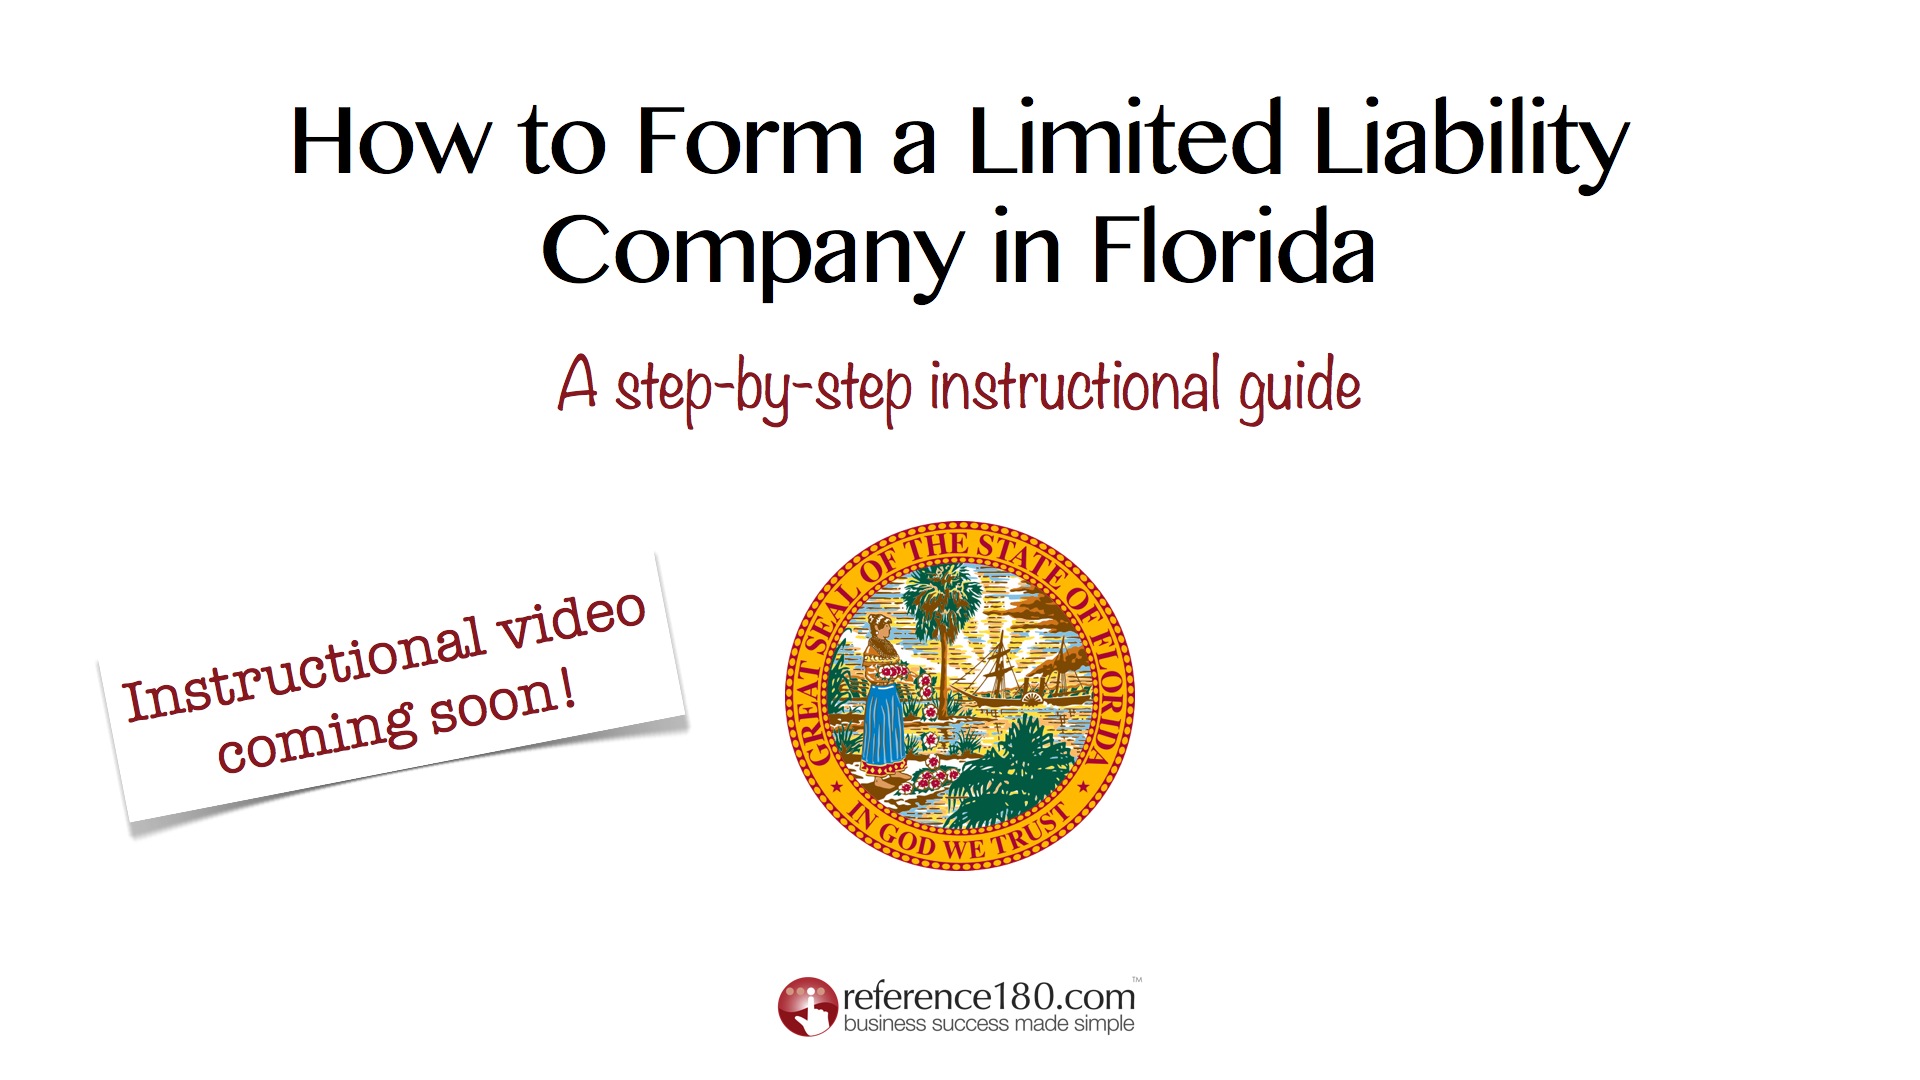 How to Form a Limited Liability
Company in Florida
A step-by-step instructional guide
Instructional video
coming soon!
GREAT SEAL OF THE STATE OF FLORIDA
IN GOD WE TRUST
reference180.com™
business success made simple